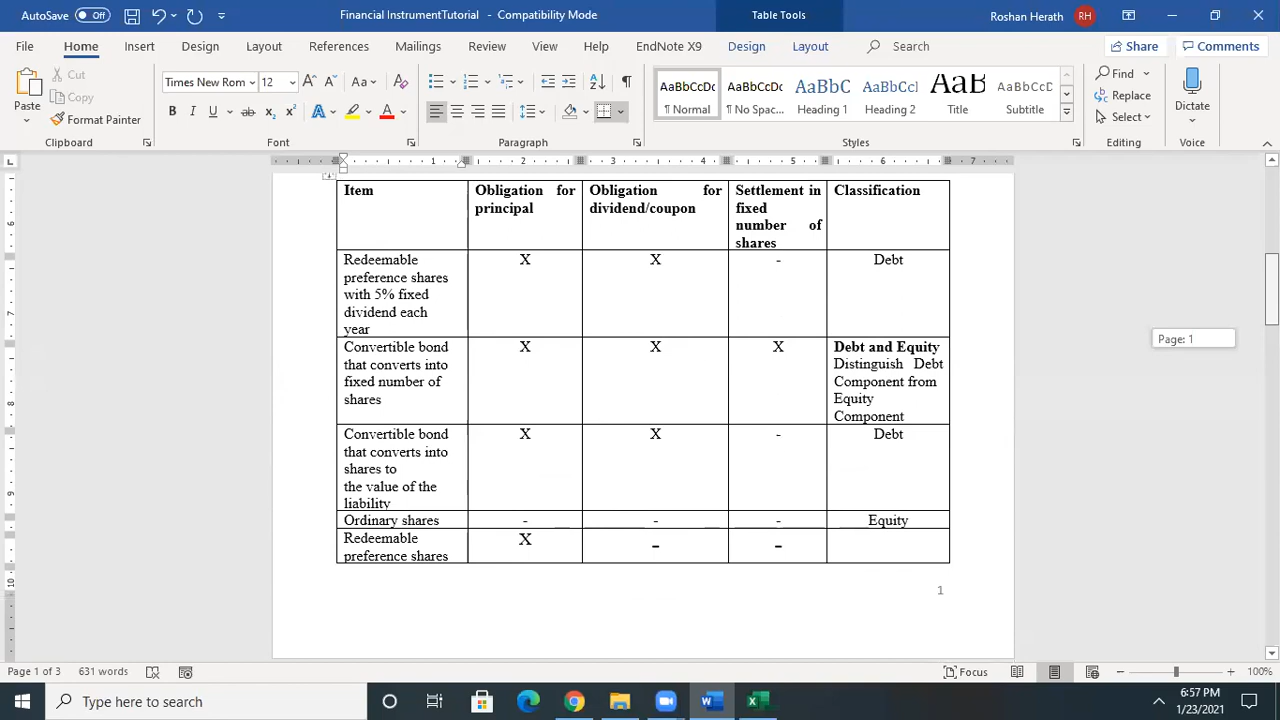 AutoSave Off
Financial InstrumentTutorial - Compatibility Mode
Table Tools
Roshan Herath RH
File Home Insert Design Layout References Mailings Review View Help EndNote X9 Design Layout Search Share Comments
Paste
Cut
Copy
Format Painter
Clipboard
Times New Rom 12
Font
Paragraph
AaBbCcDc AaBbCcDc AaBbC AaBbCcI AaB AaBbCcD
¶ Normal ¶ No Spac... Heading 1 Heading 2 Title Subtitle
Styles
Find
Replace
Select
Editing
Dictate
Voice
Item
Obligation for
principal
Obligation for
dividend/coupon
Settlement in
fixed
number of
shares
Classification
Redeemable
preference shares
with 5% fixed
dividend each
year
X
X
-
Debt
Convertible bond
that converts into
fixed number of
shares
X
X
X
Debt and Equity
Distinguish Debt
Component from
Equity
Component
Convertible bond
that converts into
shares to
the value of the
liability
X
X
-
Debt
Ordinary shares
-
-
-
Equity
Redeemable
preference shares
X
-
-
1
Page: 1
Page 1 of 3 631 words
Focus
100%
Type here to search
6:57 PM
1/23/2021